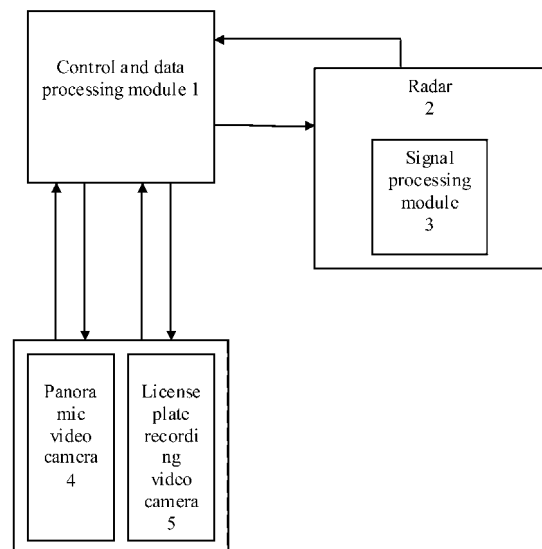 Control and data
processing module 1
Radar
2
Signal
processing
module
3
Panora
mic
video
camera
4
License
plate
recordi
ng
video
camera
5